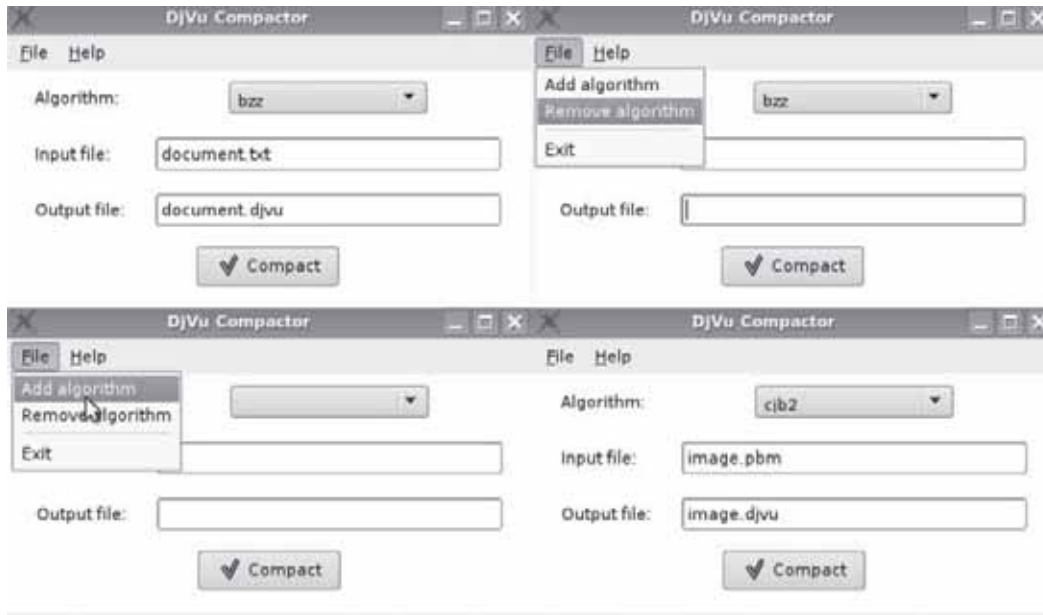 DjVu Compactor
File Help
Algorithm: bzz
Input file: document.txt
Output file: document.djvu
Compact
DjVu Compactor
File Help
Add algorithm
Remove algorithm
Exit
bzz
Output file:
Compact
DjVu Compactor
File Help
Add algorithm
Remove algorithm
Exit
Output file:
Compact
DjVu Compactor
File Help
Algorithm: cjb2
Input file: image.pbm
Output file: image.djvu
Compact